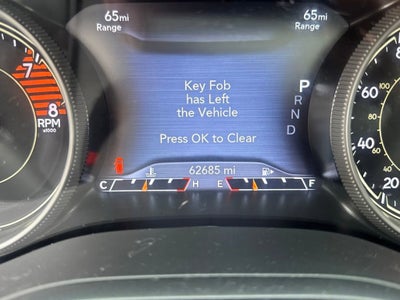 65mi
Range
65mi
Range
Key Fob
has Left
the Vehicle
Press OK to Clear
P
R
N
D
7
8
RPM
x1000
62685 mi
C H E F
80
60
40
20